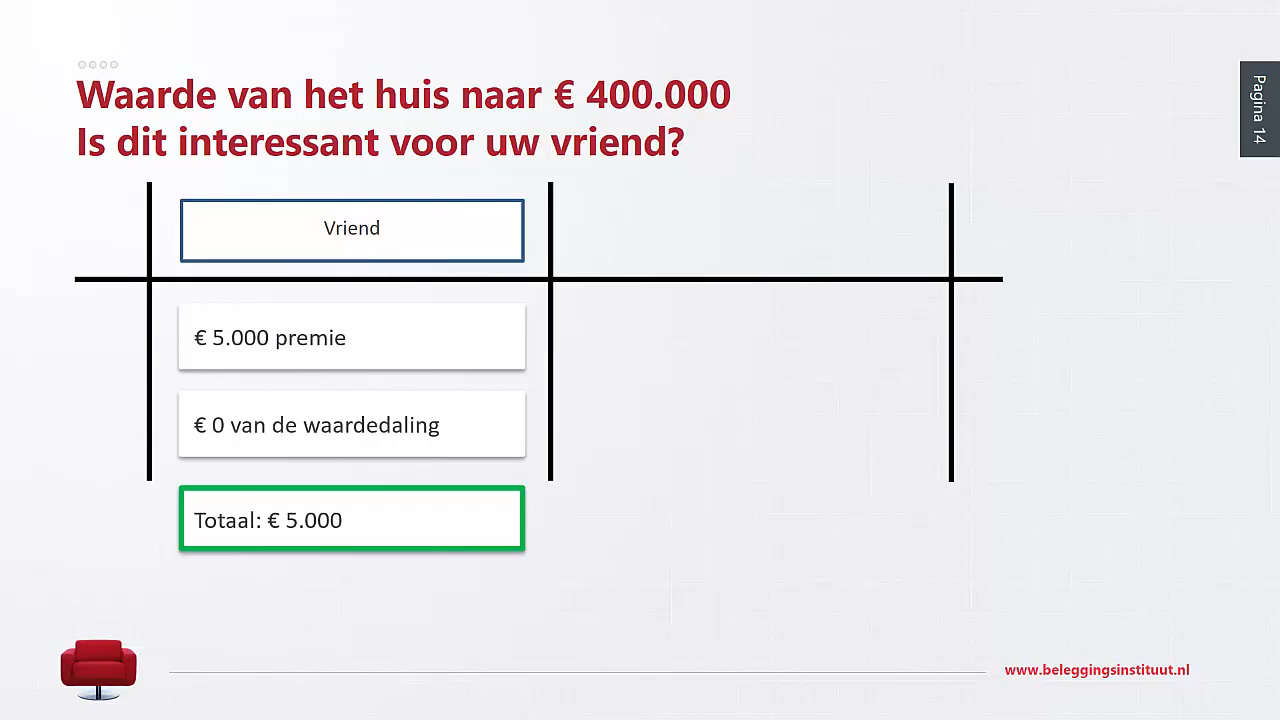 Waarde van het huis naar € 400.000
Is dit interessant voor uw vriend?
Pagina 14
Vriend
€ 5.000 premie
€ 0 van de waardedaling
Totaal: € 5.000
www.beleggingsinstituut.nl